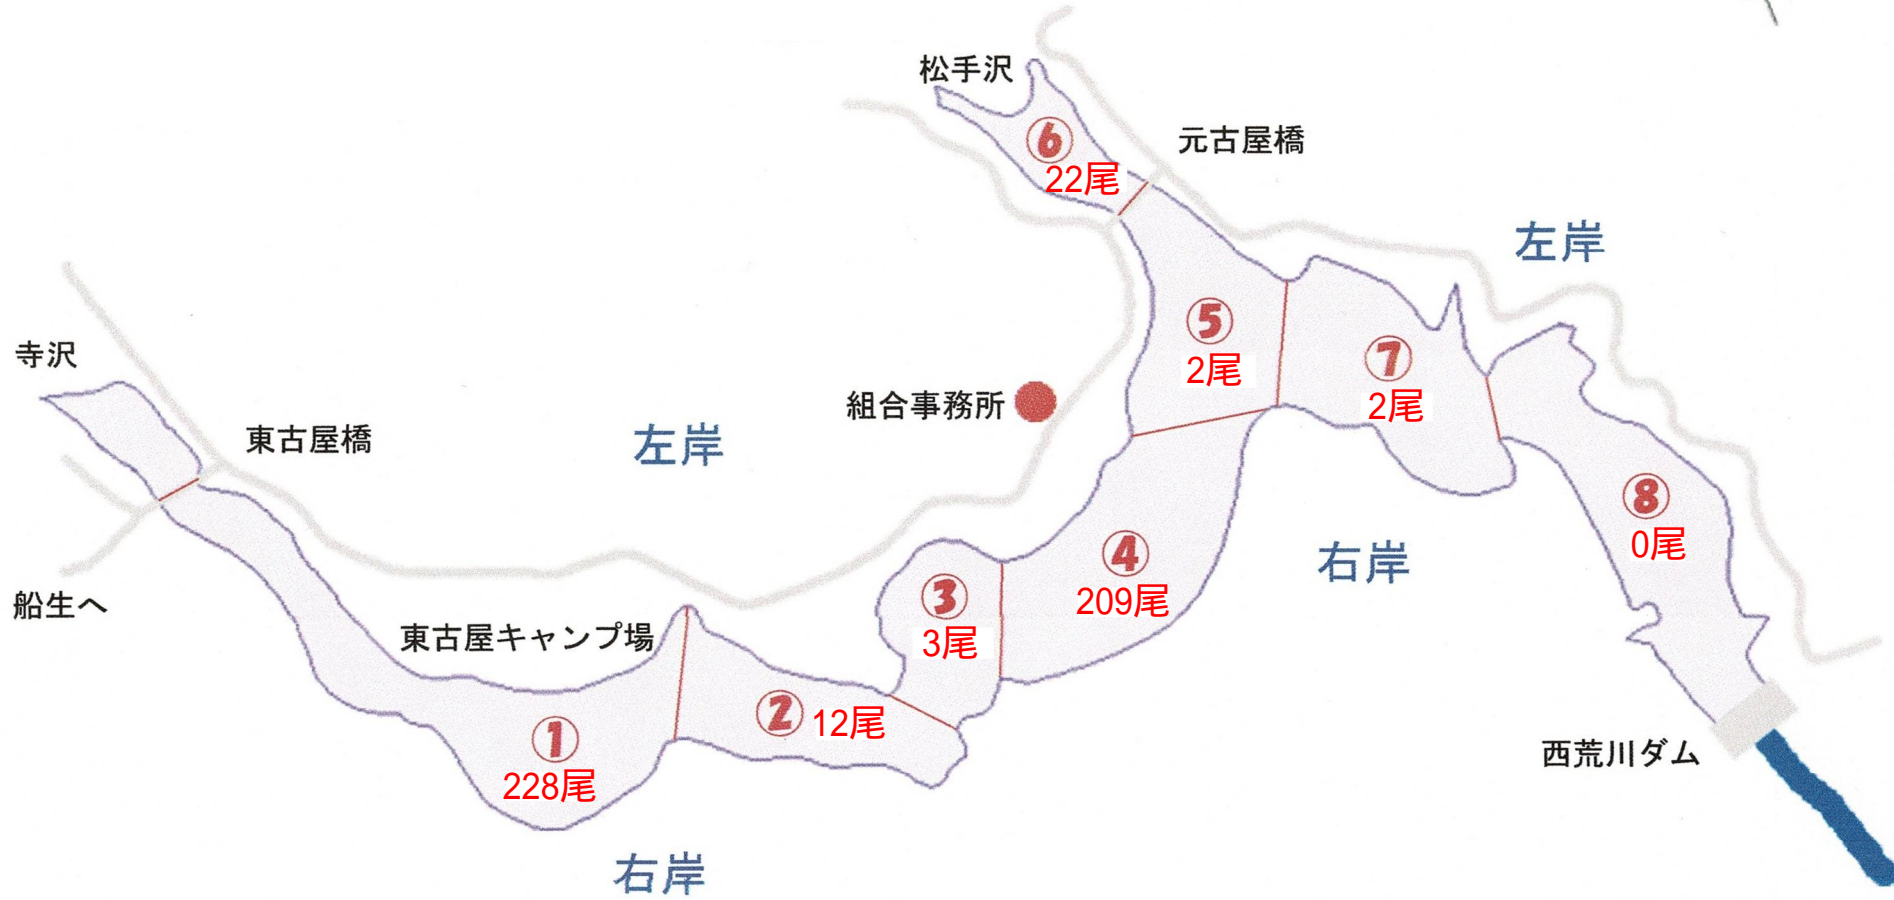 松手沢
⑥
22尾
元古屋橋
左岸
⑤
2尾
⑦
2尾
寺沢
組合事務所
東古屋橋
左岸
⑧
0尾
④
209尾
右岸
③
3尾
船生へ
東古屋キャンプ場
②
12尾
①
228尾
西荒川ダム
右岸